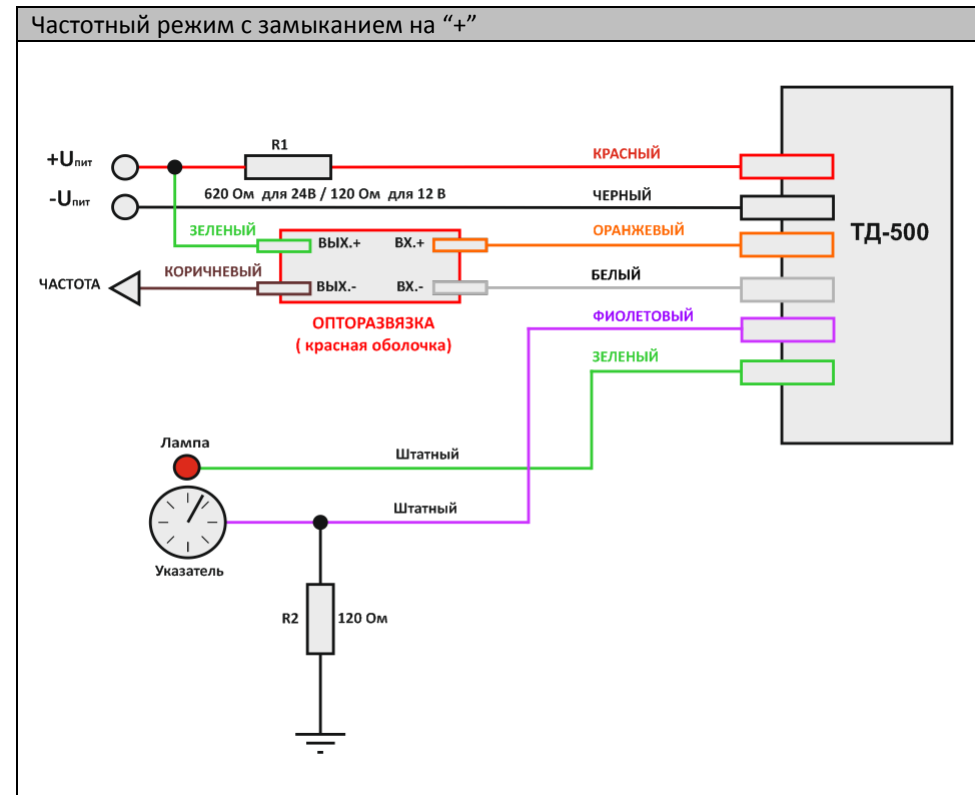 Частотный режим с замыканием на “+”
R1
+Uпит
КРАСНЫЙ
620 Ом для 24В / 120 Ом для 12 В
-Uпит
ЧЕРНЫЙ
ЗЕЛЕНЫЙ
ВЫХ.+ ВХ.+
ОРАНЖЕВЫЙ
ТД-500
КОРИЧНЕВЫЙ
ЧАСТОТА
ВЫХ.- ВХ.-
БЕЛЫЙ
ОПТОРАЗВЯЗКА
( красная оболочка)
ФИОЛЕТОВЫЙ
ЗЕЛЕНЫЙ
Лампа
Штатный
Штатный
Указатель
R2 120 Ом